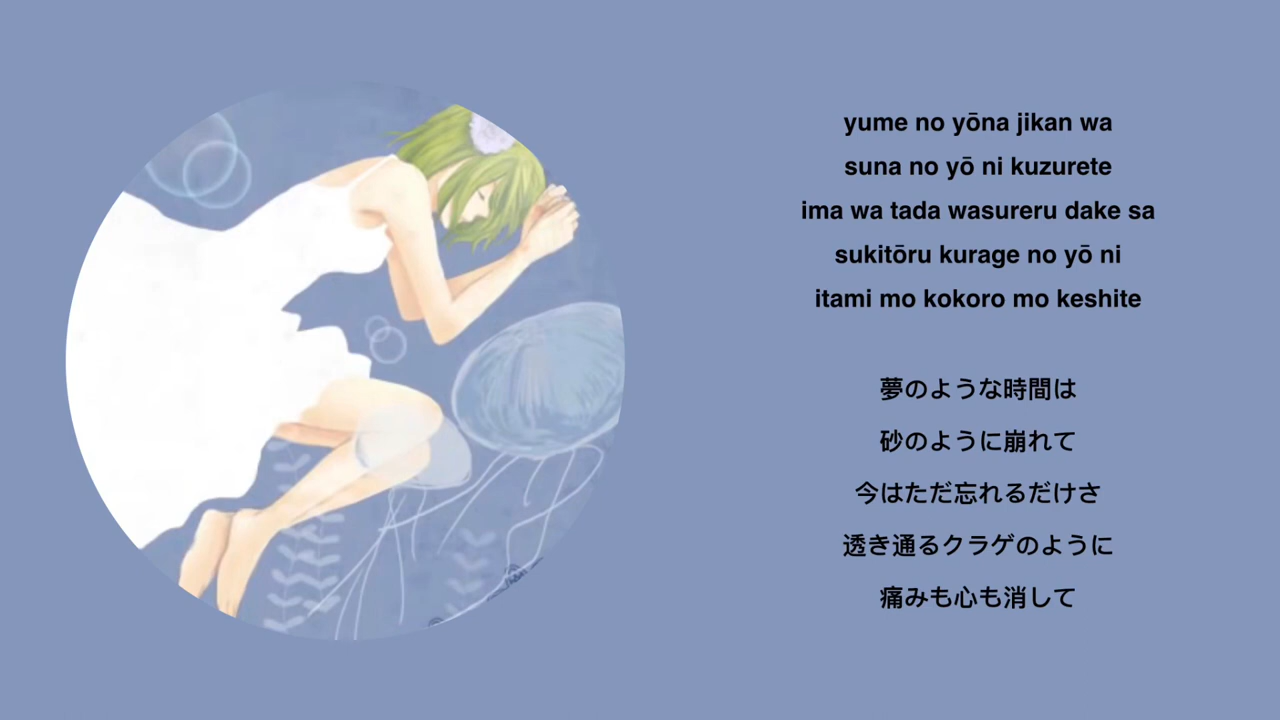 yume no yōna jikan wa
suna no yō ni kuzurete
ima wa tada wasureru dake sa
sukitōru kurage no yō ni
itami mo kokoro mo keshite
夢のような時間は
砂のように崩れて
今はただ忘れるだけさ
透き通るクラゲのように
痛みも心も消して